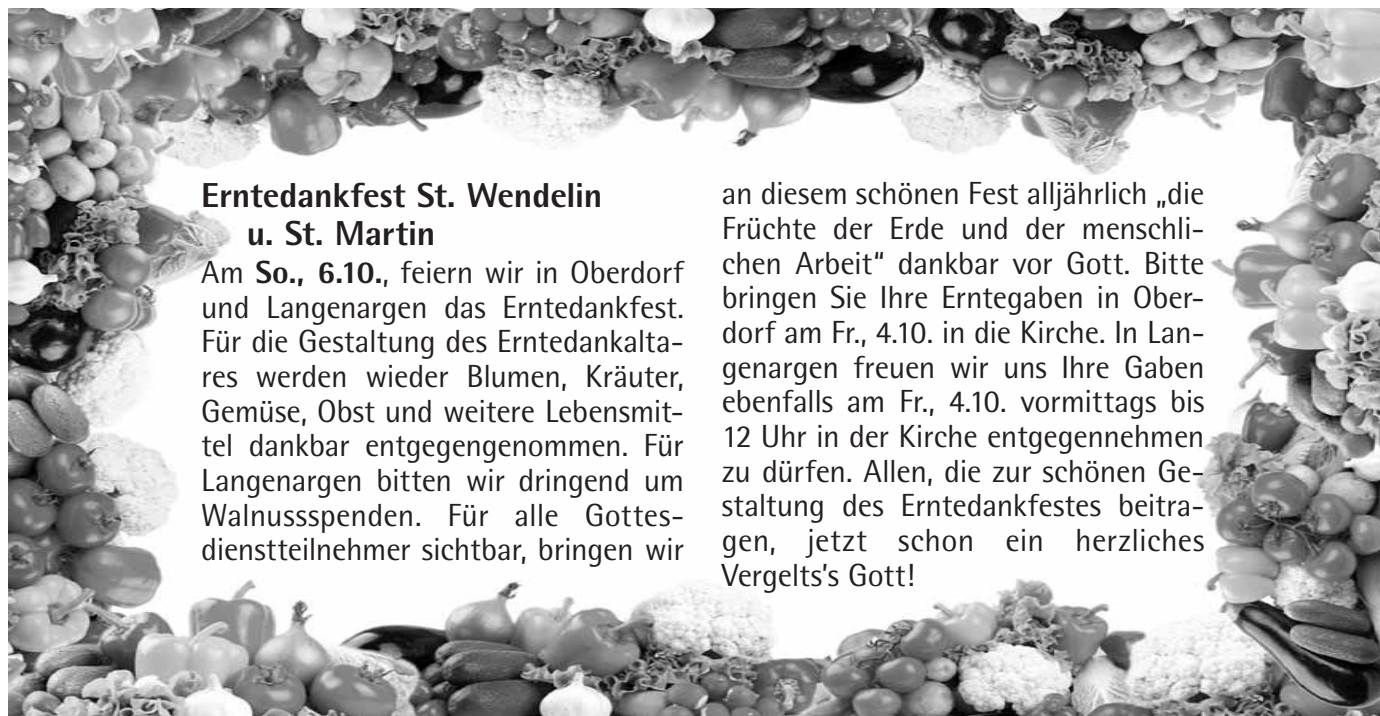 Erntedankfest St. Wendelin
u. St. Martin
Am So., 6.10., feiern wir in Oberdorf
und Langenargen das Erntedankfest.
Für die Gestaltung des Erntedankalta-
res werden wieder Blumen, Kräuter,
Gemüse, Obst und weitere Lebensmit-
tel dankbar entgegengenommen. Für
Langenargen bitten wir dringend um
Walnussspenden. Für alle Gottes-
dienstteilnehmer sichtbar, bringen wir
an diesem schönen Fest alljährlich „die
Früchte der Erde und der menschli-
chen Arbeit" dankbar vor Gott. Bitte
bringen Sie Ihre Erntegaben in Ober-
dorf am Fr., 4.10. in die Kirche. In Lan-
genargen freuen wir uns Ihre Gaben
ebenfalls am Fr., 4.10. vormittags bis
12 Uhr in der Kirche entgegennehmen
zu dürfen. Allen, die zur schönen Ge-
staltung des Erntedankfestes beitra-
gen, jetzt schon ein herzliches
Vergelts's Gott!